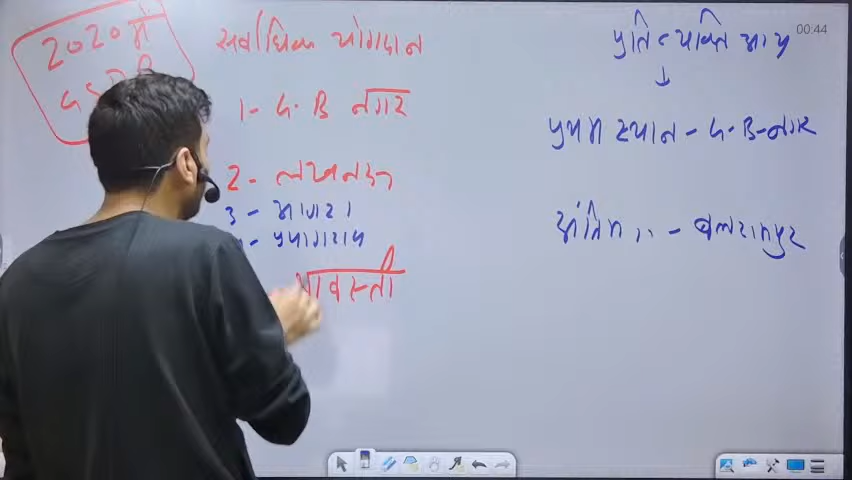 2020 में
सर्वाधिक योगदान
1- G.B नगर
2- लखनऊ
3- आगरा
प्रयागराज
श्रावस्ती
प्रति व्यक्ति आय
↓
प्रथम स्थान - G.B-नगर
अंतिम ,, - बलरामपुर
00:44